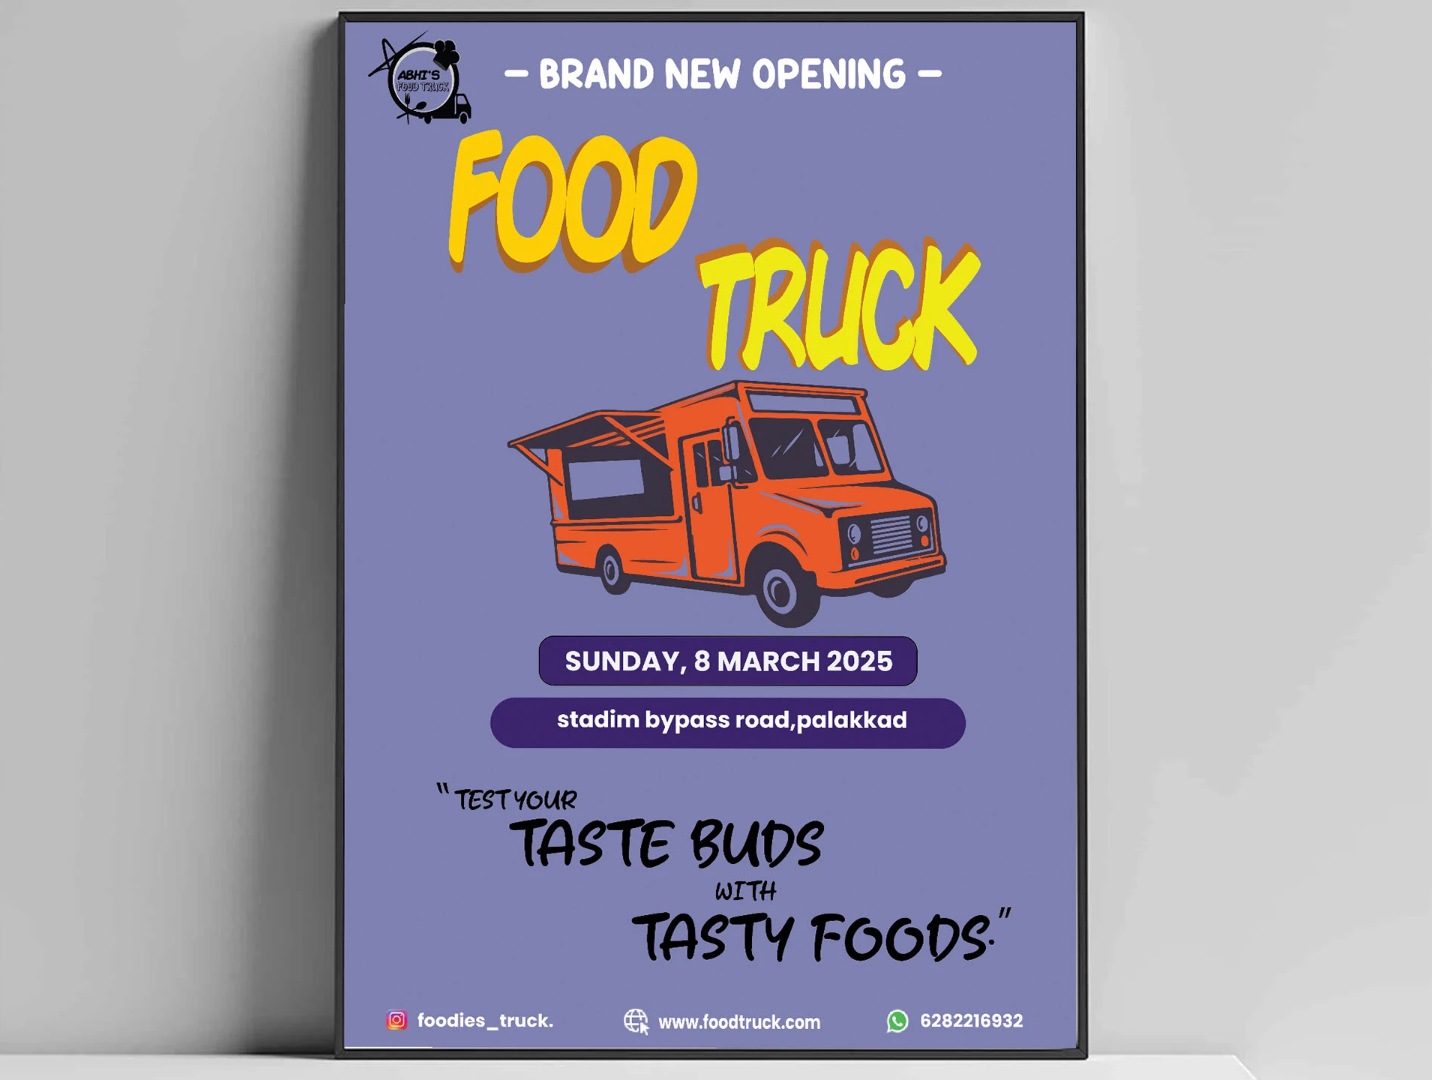 ABHI'S
FOOD TRUCK
– BRAND NEW OPENING –
FOOD
TRUCK
SUNDAY, 8 MARCH 2025
stadim bypass road,palakkad
"TEST YOUR
TASTE BUDS
WITH
TASTY FOODS."
foodies_truck.
www.foodtruck.com
6282216932